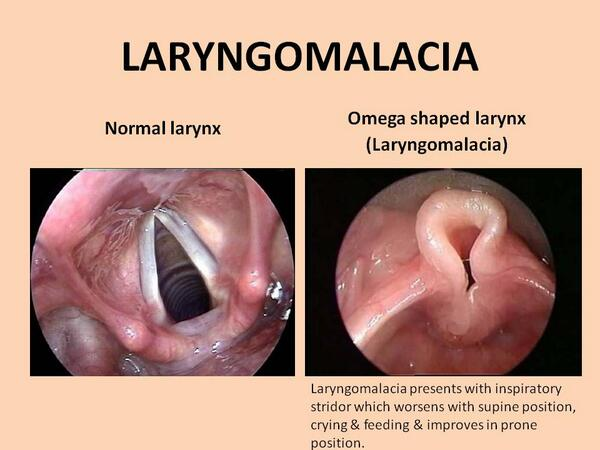 LARYNGOMALACIA
Normal larynx
Omega shaped larynx
(Laryngomalacia)
Laryngomalacia presents with inspiratory
stridor which worsens with supine position,
crying & feeding & improves in prone
position.